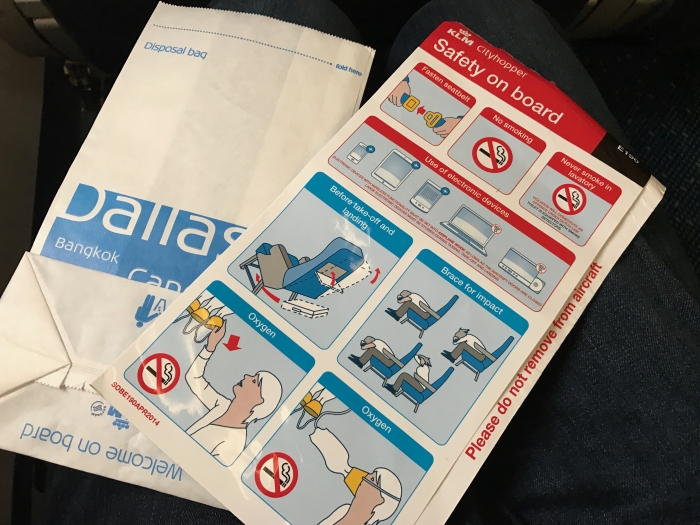 Disposal bag
fold here
Dallas
Bangkok
Welcome on board
KLM cityhopper
Safety on board
E190
Fasten seatbelt
No smoking
Never smoke in
lavatory
Use of electronic devices
Before take-off and
landing
Brace for impact
Oxygen
Oxygen
SOBE190APR2014
Please do not remove from aircraft